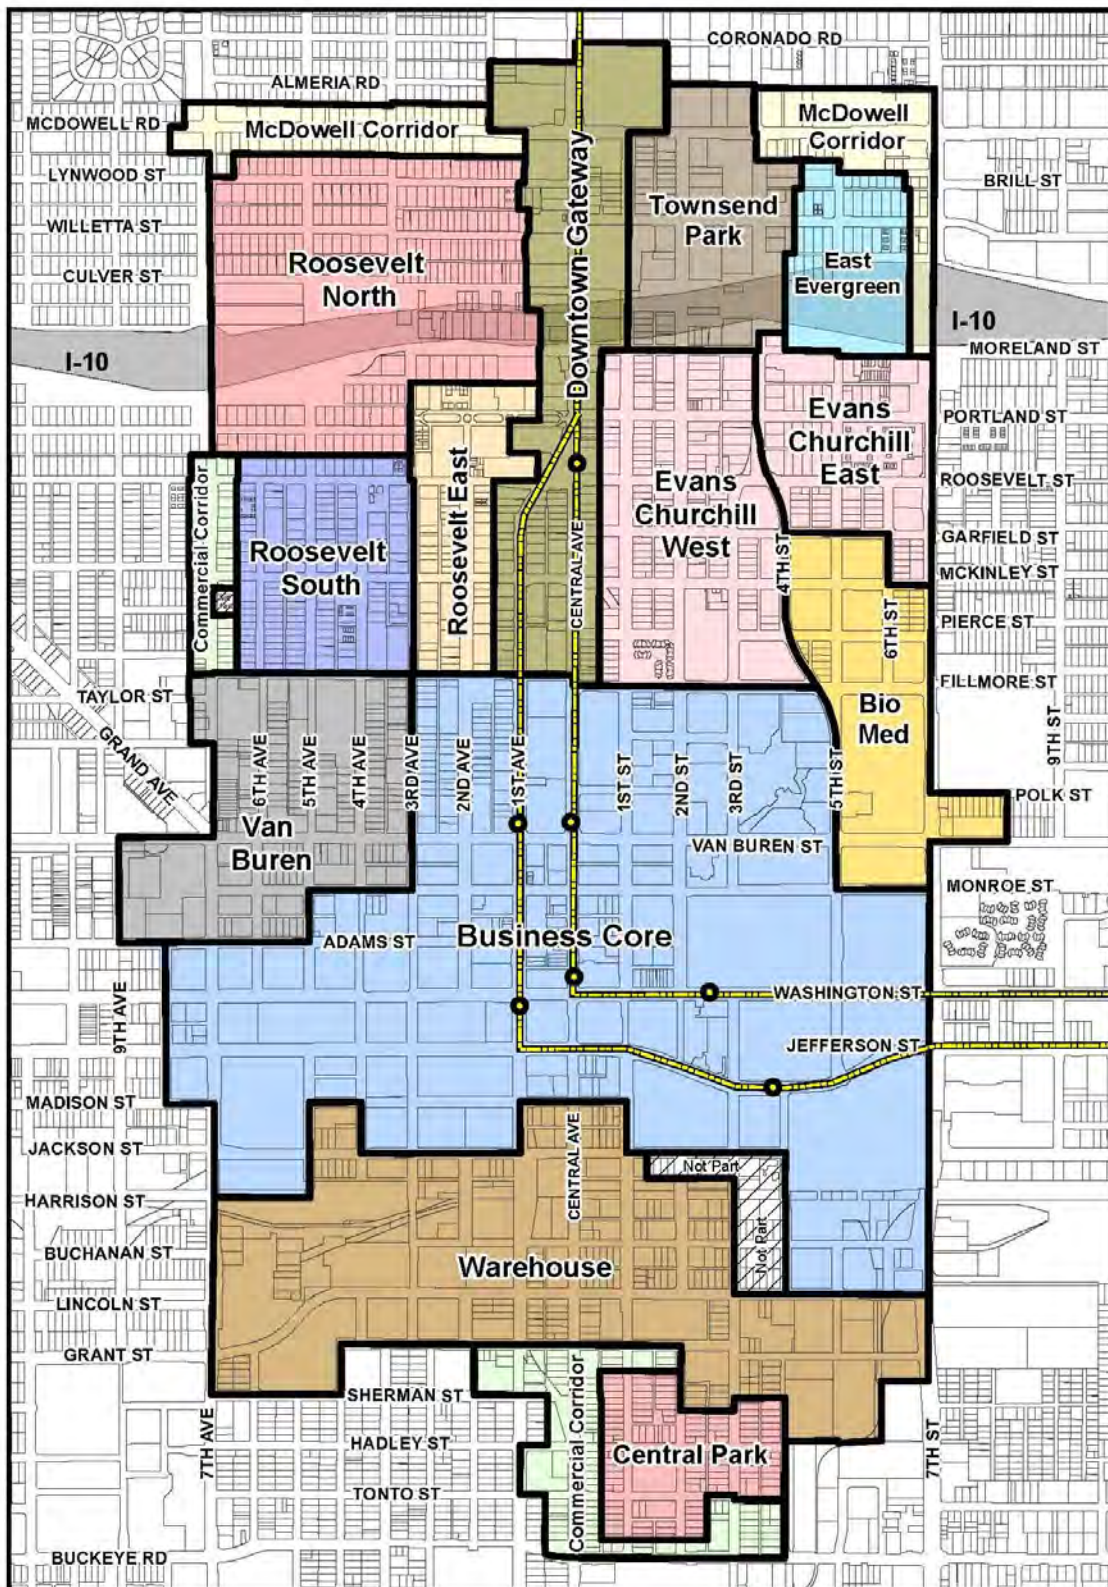 CORONADO RD
ALMERIA RD
MCDOWELL RD
McDowell Corridor
McDowell
Corridor
LYNWOOD ST
BRILL ST
WILLETTA ST
CULVER ST
Roosevelt
North
Downtown Gateway
Townsend
Park
East
Evergreen
I-10
I-10
MORELAND ST
PORTLAND ST
ROOSEVELT ST
GARFIELD ST
MCKINLEY ST
PIERCE ST
FILLMORE ST
Evans
Churchill
East
Evans
Churchill
West
Commercial Corridor
Roosevelt
South
Roosevelt East
CENTRAL AVE
4TH ST
6TH ST
Bio
Med
TAYLOR ST
GRAND AVE
6TH AVE
5TH AVE
4TH AVE
3RD AVE
2ND AVE
1ST AVE
1ST ST
2ND ST
3RD ST
5TH ST
9TH ST
POLK ST
Van
Buren
VAN BUREN ST
MONROE ST
ADAMS ST
Business Core
9TH AVE
WASHINGTON ST
JEFFERSON ST
MADISON ST
JACKSON ST
HARRISON ST
BUCHANAN ST
LINCOLN ST
GRANT ST
CENTRAL AVE
Not Part
Not Part
Warehouse
SHERMAN ST
HADLEY ST
TONTO ST
BUCKEYE RD
7TH AVE
Commercial Corridor
Central Park
7TH ST